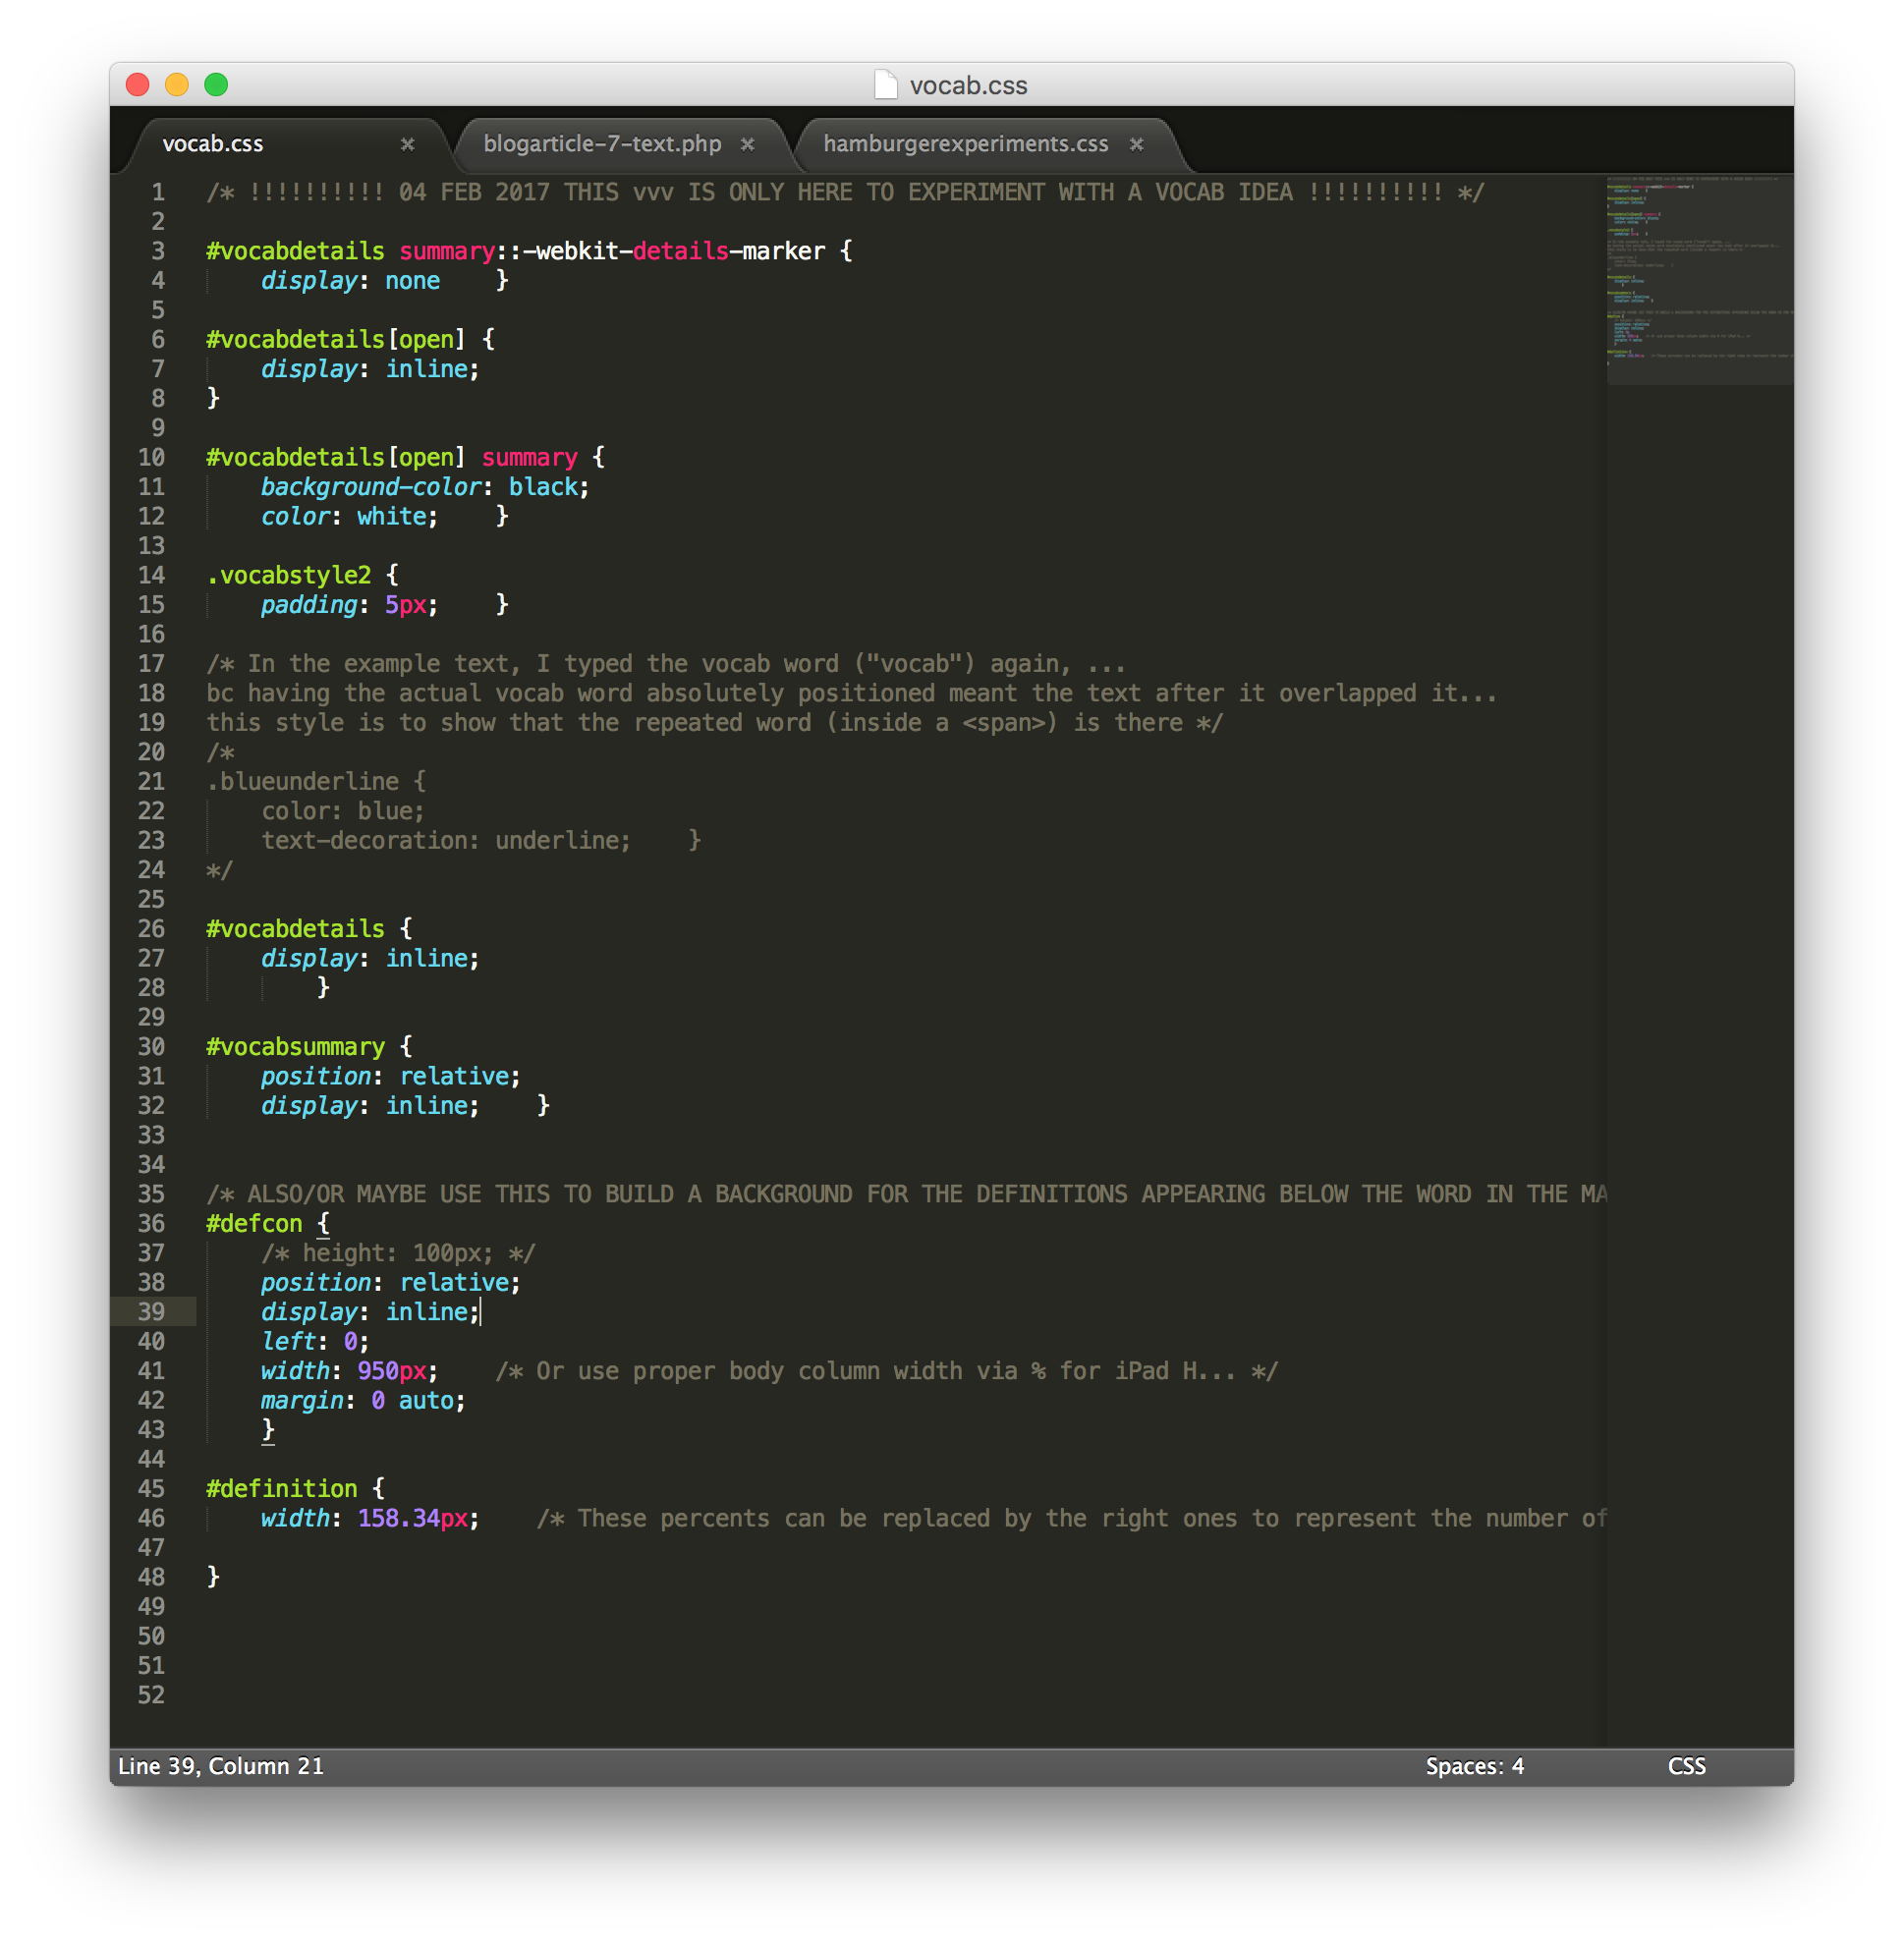 vocab.css
vocab.css × blogarticle-7-text.php × hamburgerexperiments.css ×
1 /* !!!!!!!!!! 04 FEB 2017 THIS vvv IS ONLY HERE TO EXPERIMENT WITH A VOCAB IDEA !!!!!!!!!! */
2
3 #vocabdetails summary::-webkit-details-marker {
4     display: none    }
5
6 #vocabdetails[open] {
7     display: inline;
8 }
9
10 #vocabdetails[open] summary {
11     background-color: black;
12     color: white;    }
13
14 .vocabstyle2 {
15     padding: 5px;    }
16
17 /* In the example text, I typed the vocab word ("vocab") again, ...
18 bc having the actual vocab word absolutely positioned meant the text after it overlapped it...
19 this style is to show that the repeated word (inside a <span>) is there */
20 /*
21 .blueunderline {
22     color: blue;
23     text-decoration: underline;    }
24 */
25
26 #vocabdetails {
27     display: inline;
28         }
29
30 #vocabsummary {
31     position: relative;
32     display: inline;    }
33
34
35 /* ALSO/OR MAYBE USE THIS TO BUILD A BACKGROUND FOR THE DEFINITIONS APPEARING BELOW THE WORD IN THE MA
36 #defcon {
37     /* height: 100px; */
38     position: relative;
39     display: inline;
40     left: 0;
41     width: 950px;    /* Or use proper body column width via % for iPad H... */
42     margin: 0 auto;
43     }
44
45 #definition {
46     width: 158.34px;    /* These percents can be replaced by the right ones to represent the number of
47
48 }
49
50
51
52
Line 39, Column 21 Spaces: 4 CSS